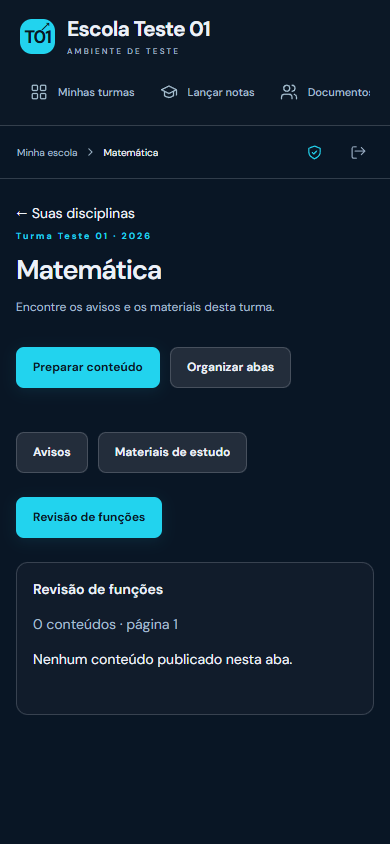 TO1
Escola Teste 01
AMBIENTE DE TESTE
Minhas turmas
Lançar notas
Documentos
Minha escola
Matemática
← Suas disciplinas
Turma Teste 01 · 2026
Matemática
Encontre os avisos e os materiais desta turma.
Preparar conteúdo
Organizar abas
Avisos
Materiais de estudo
Revisão de funções
Revisão de funções
0 conteúdos · página 1
Nenhum conteúdo publicado nesta aba.